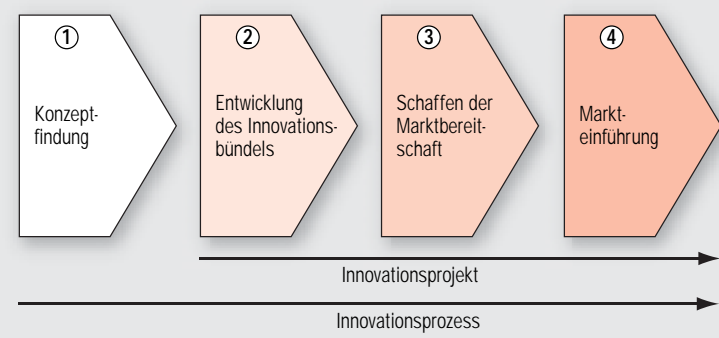 1
Konzept-
findung
2
Entwicklung
des Innovations-
bündels
3
Schaffen der
Marktbereit-
schaft
4
Markt-
einführung
Innovationsprojekt
Innovationsprozess